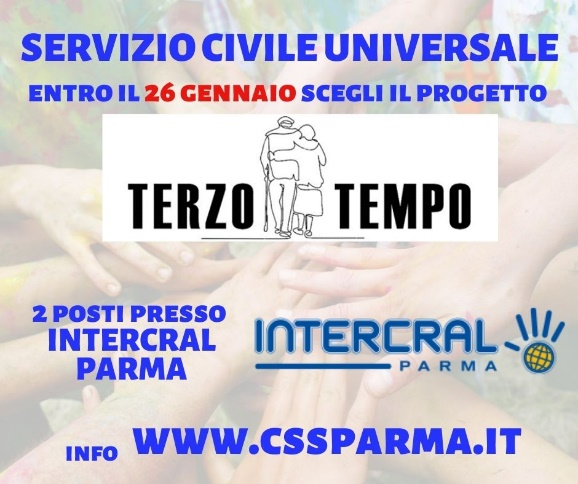 SERVIZIO CIVILE UNIVERSALE
ENTRO IL 26 GENNAIO SCEGLI IL PROGETTO
TERZO TEMPO
2 POSTI PRESSO
INTERCRAL
PARMA
INTERCRAL
PARMA
INFO WWW.CSSPARMA.IT